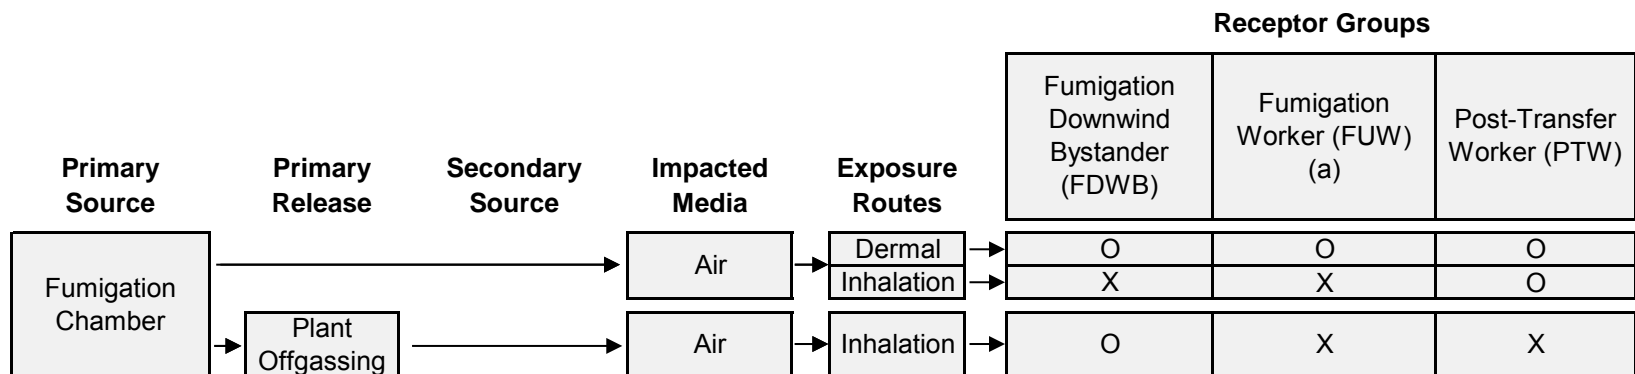 Receptor Groups
Fumigation
Downwind
Bystander
(FDWB)
Fumigation
Worker (FUW)
(a)
Post-Transfer
Worker (PTW)
Primary
Source
Primary
Release
Secondary
Source
Impacted
Media
Exposure
Routes
Fumigation
Chamber
Air
Dermal
O
O
O
Inhalation
X
X
O
Plant
Offgassing
Air
Inhalation
O
X
X